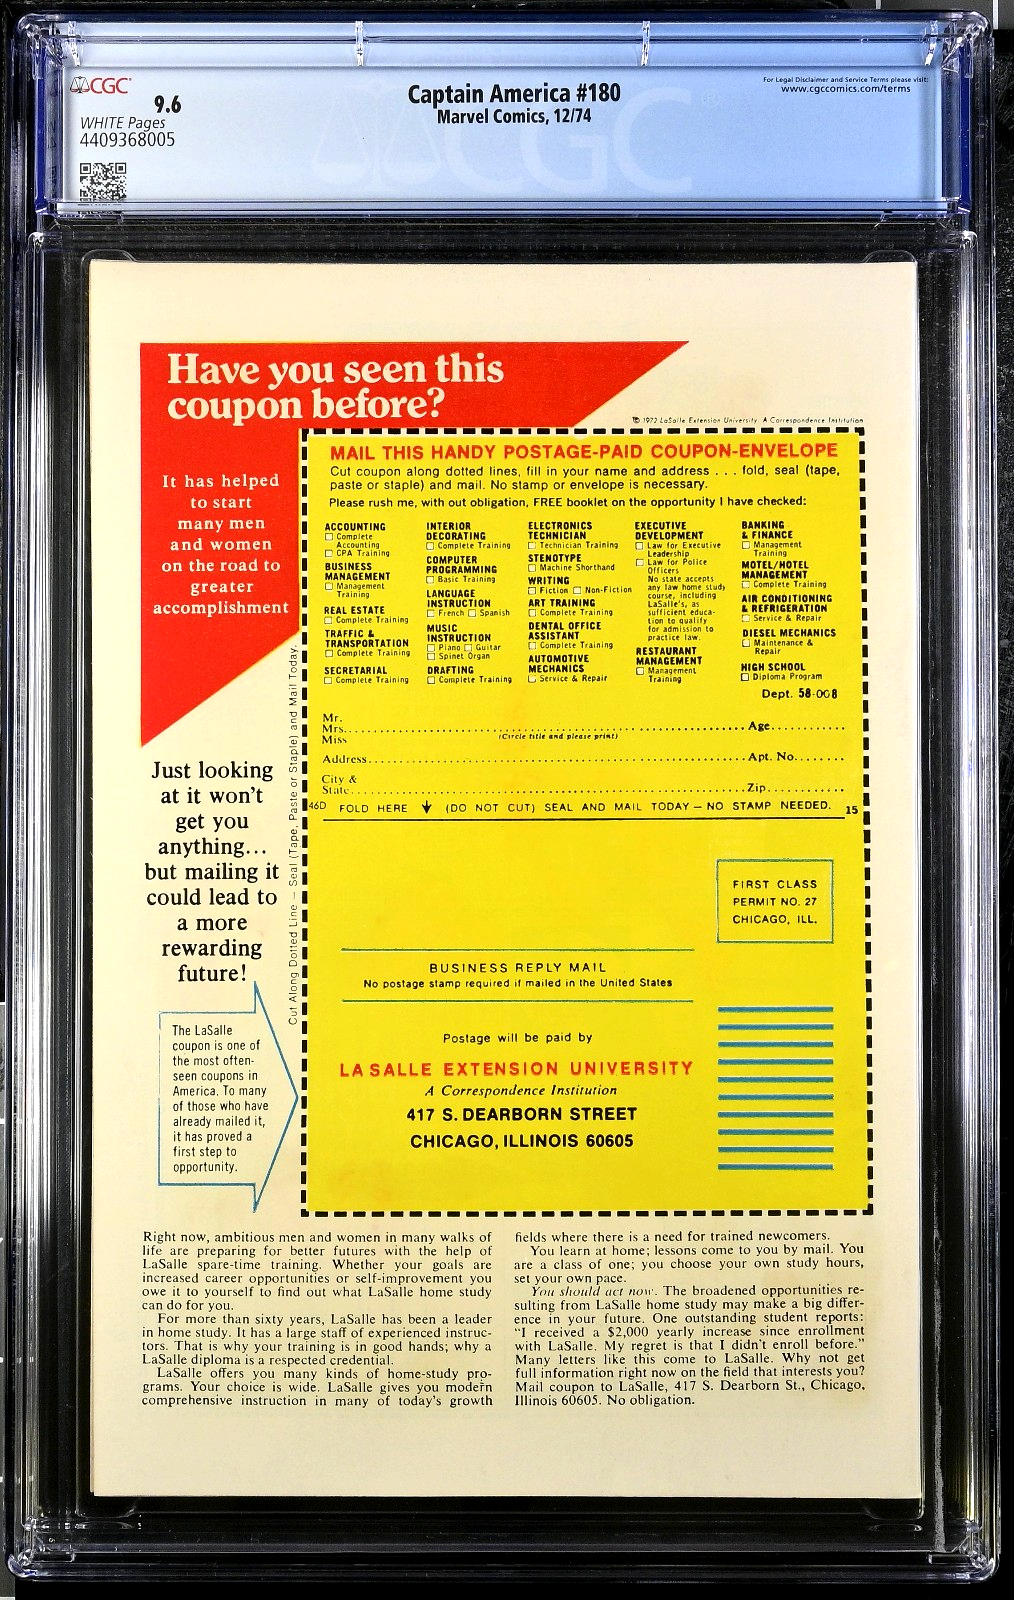 CGC
9.6
WHITE Pages
4409368005
Captain America #180
Marvel Comics, 12/74
For Legal Disclaimer and Service Terms please visit:
www.cgccomics.com/terms
CGC
Have you seen this
coupon before?
It has helped
to start
many men
and women
on the road to
greater
accomplishment
© 1972 LaSalle Extension University A Correspondence Institution
MAIL THIS HANDY POSTAGE-PAID COUPON-ENVELOPE
Cut coupon along dotted lines, fill in your name and address . . . fold, seal (tape,
paste or staple) and mail. No stamp or envelope is necessary.
Please rush me, with out obligation, FREE booklet on the opportunity I have checked:
ACCOUNTING
☐ Complete
Accounting
☐ CPA Training
BUSINESS
MANAGEMENT
☐ Management
Training
REAL ESTATE
☐ Complete Training
TRAFFIC &
TRANSPORTATION
☐ Complete Training
SECRETARIAL
☐ Complete Training
INTERIOR
DECORATING
☐ Complete Training
COMPUTER
PROGRAMMING
☐ Basic Training
LANGUAGE
INSTRUCTION
☐ French ☐ Spanish
MUSIC
INSTRUCTION
☐ Piano ☐ Guitar
☐ Spinet Organ
DRAFTING
☐ Complete Training
ELECTRONICS
TECHNICIAN
☐ Technician Training
STENOTYPE
☐ Machine Shorthand
WRITING
☐ Fiction ☐ Non-Fiction
ART TRAINING
☐ Complete Training
DENTAL OFFICE
ASSISTANT
☐ Complete Training
AUTOMOTIVE
MECHANICS
☐ Service & Repair
EXECUTIVE
DEVELOPMENT
☐ Law for Executive
Leadership
☐ Law for Police
Officers
No state accepts
any law home study
course, including
LaSalle's, as
sufficient educa-
tion to qualify
for admission to
practice law.
RESTAURANT
MANAGEMENT
☐ Management
Training
BANKING
& FINANCE
☐ Management
Training
MOTEL/HOTEL
MANAGEMENT
☐ Complete Training
AIR CONDITIONING
& REFRIGERATION
☐ Service & Repair
DIESEL MECHANICS
☐ Maintenance &
Repair
HIGH SCHOOL
☐ Diploma Program
Dept. 58-008
Mr.
Mrs. Age
Miss (Circle title and please print)
Address Apt. No.
City &
State Zip
46D FOLD HERE (DO NOT CUT) SEAL AND MAIL TODAY – NO STAMP NEEDED. 15
Cut Along Dotted Line – Seal (Tape, Paste or Staple) and Mail Today.
Just looking
at it won't
get you
anything...
but mailing it
could lead to
a more
rewarding
future!
FIRST CLASS
PERMIT NO. 27
CHICAGO, ILL.
BUSINESS REPLY MAIL
No postage stamp required if mailed in the United States
Postage will be paid by
LA SALLE EXTENSION UNIVERSITY
A Correspondence Institution
417 S. DEARBORN STREET
CHICAGO, ILLINOIS 60605
The LaSalle
coupon is one of
the most often-
seen coupons in
America. To many
of those who have
already mailed it,
it has proved a
first step to
opportunity.
Right now, ambitious men and women in many walks of
life are preparing for better futures with the help of
LaSalle spare-time training. Whether your goals are
increased career opportunities or self-improvement you
owe it to yourself to find out what LaSalle home study
can do for you.
For more than sixty years, LaSalle has been a leader
in home study. It has a large staff of experienced instruc-
tors. That is why your training is in good hands; why a
LaSalle diploma is a respected credential.
LaSalle offers you many kinds of home-study pro-
grams. Your choice is wide. LaSalle gives you modern
comprehensive instruction in many of today's growth
fields where there is a need for trained newcomers.
You learn at home; lessons come to you by mail. You
are a class of one; you choose your own study hours,
set your own pace.
You should act now. The broadened opportunities re-
sulting from LaSalle home study may make a big differ-
ence in your future. One outstanding student reports:
"I received a $2,000 yearly increase since enrollment
with LaSalle. My regret is that I didn't enroll before."
Many letters like this come to LaSalle. Why not get
full information right now on the field that interests you?
Mail coupon to LaSalle, 417 S. Dearborn St., Chicago,
Illinois 60605. No obligation.